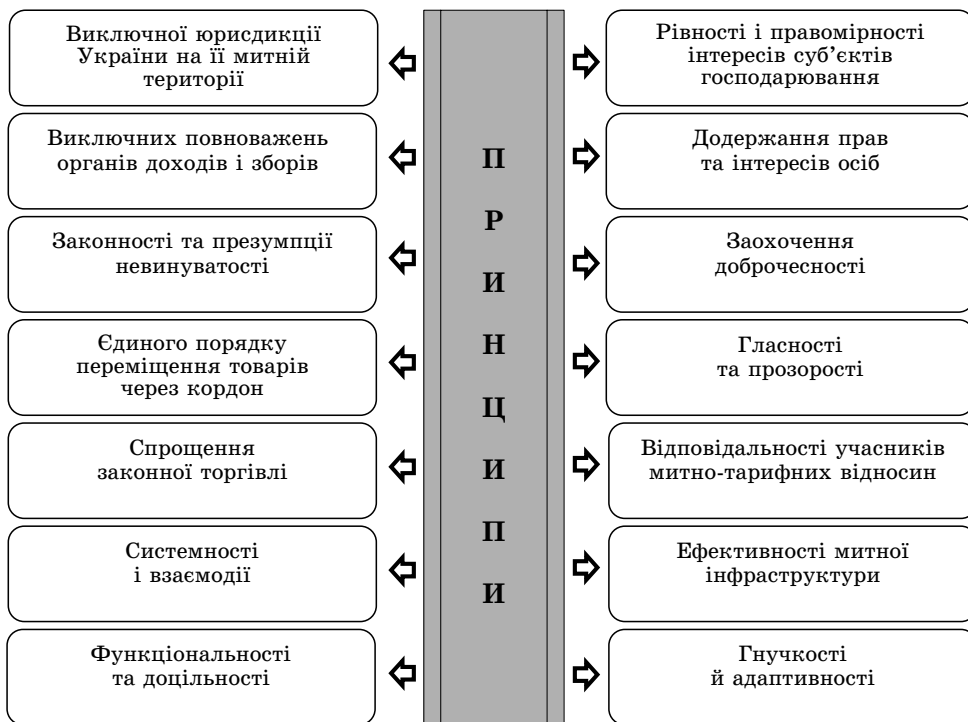 Виключної юрисдикції
України на її митній
території
Виключних повноважень
органів доходів і зборів
Законності та презумпції
невинуватості
Єдиного порядку
переміщення товарів
через кордон
Спрощення
законної торгівлі
Системності
і взаємодії
Функціональності
та доцільності
П
Р
И
Н
Ц
И
П
И
Рівності і правомірності
інтересів суб’єктів
господарювання
Додержання прав
та інтересів осіб
Заохочення
доброчесності
Гласності
та прозорості
Відповідальності учасників
митно-тарифних відносин
Ефективності митної
інфраструктури
Гнучкості
й адаптивності